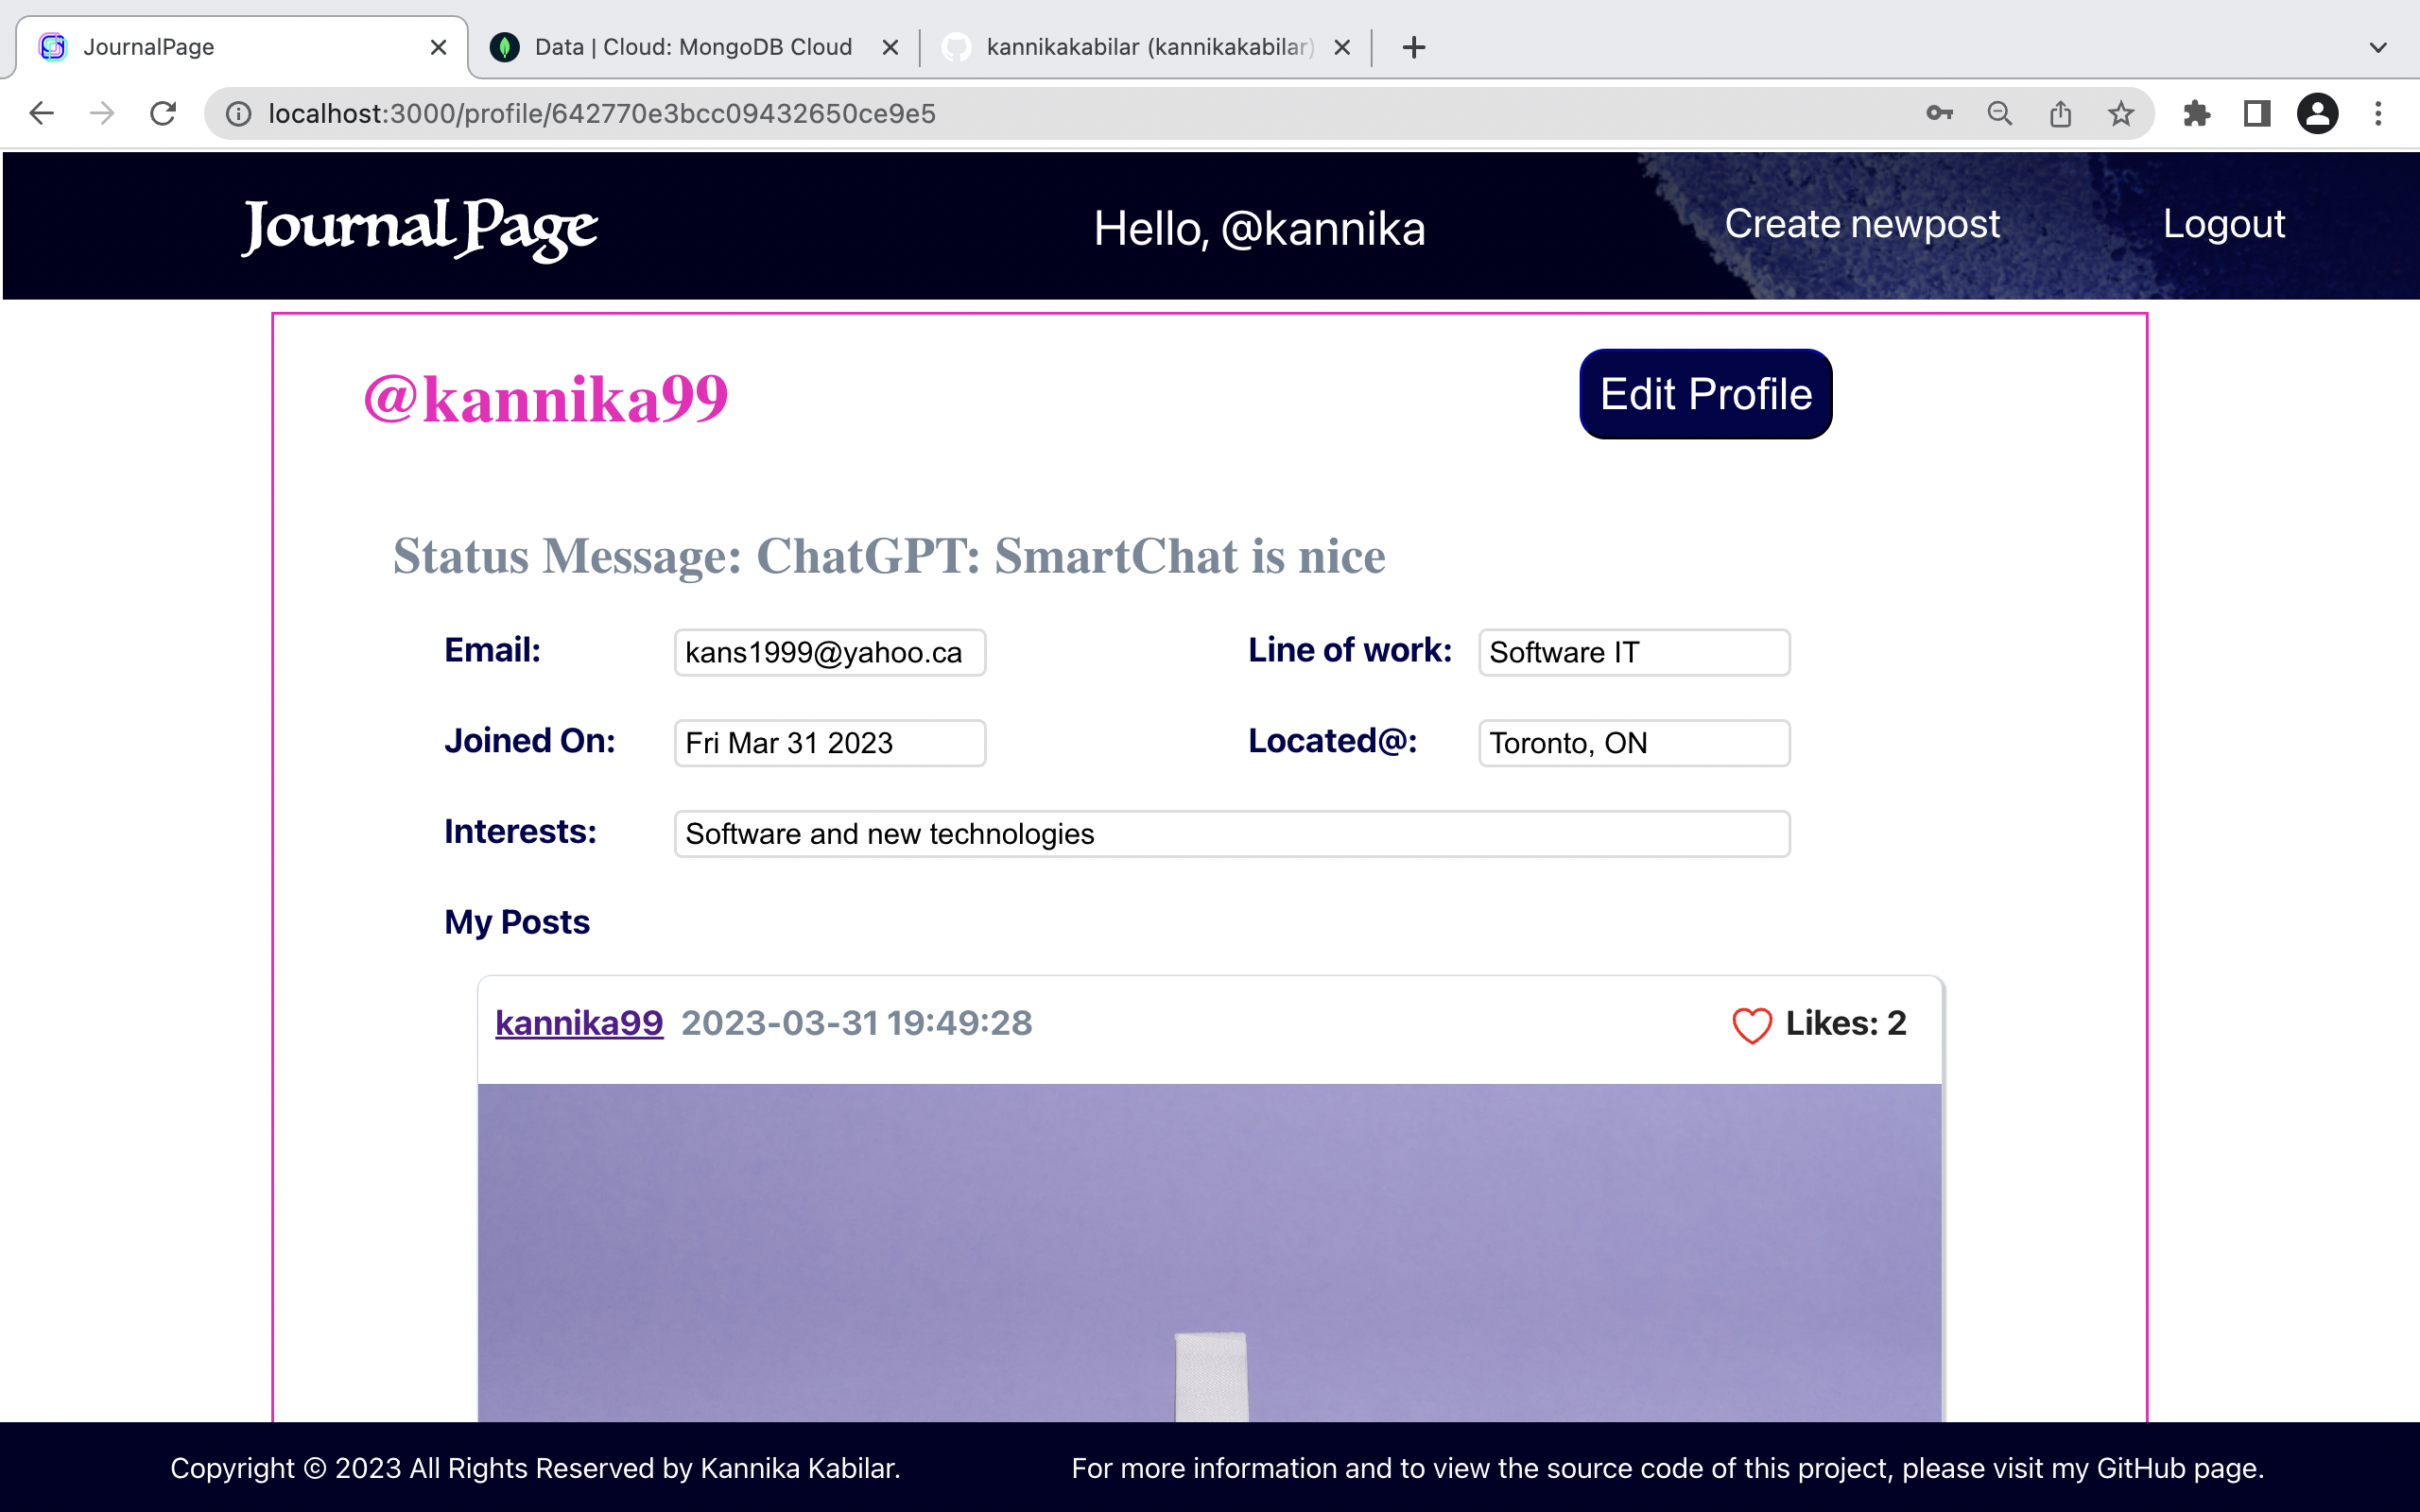 JournalPage
Data | Cloud: MongoDB Cloud
kannikakabilar (kannikakabilar)
localhost:3000/profile/642770e3bcc09432650ce9e5
Journal Page
Hello, @kannika
Create newpost
Logout
@kannika99
Edit Profile
Status Message: ChatGPT: SmartChat is nice
Email: kans1999@yahoo.ca
Line of work: Software IT
Joined On: Fri Mar 31 2023
Located@: Toronto, ON
Interests: Software and new technologies
My Posts
kannika99 2023-03-31 19:49:28
Likes: 2
Copyright © 2023 All Rights Reserved by Kannika Kabilar.
For more information and to view the source code of this project, please visit my GitHub page.